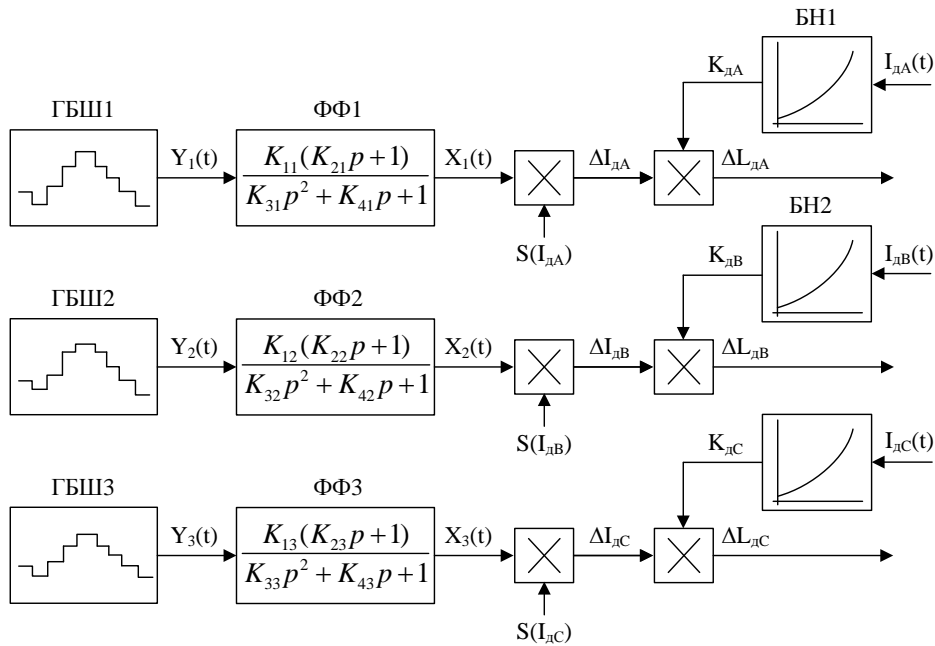 БН1
K_дA
I_дA(t)
ГБШ1
ФФ1
Y₁(t)
K₁₁(K₂₁p+1)
K₃₁p²+K₄₁p+1
X₁(t)
ΔI_дA
ΔL_дA
S(I_дA)
БН2
K_дB
I_дB(t)
ГБШ2
ФФ2
Y₂(t)
K₁₂(K₂₂p+1)
K₃₂p²+K₄₂p+1
X₂(t)
ΔI_дB
ΔL_дB
S(I_дB)
БН3
K_дC
I_дC(t)
ГБШ3
ФФ3
Y₃(t)
K₁₃(K₂₃p+1)
K₃₃p²+K₄₃p+1
X₃(t)
ΔI_дC
ΔL_дC
S(I_дC)